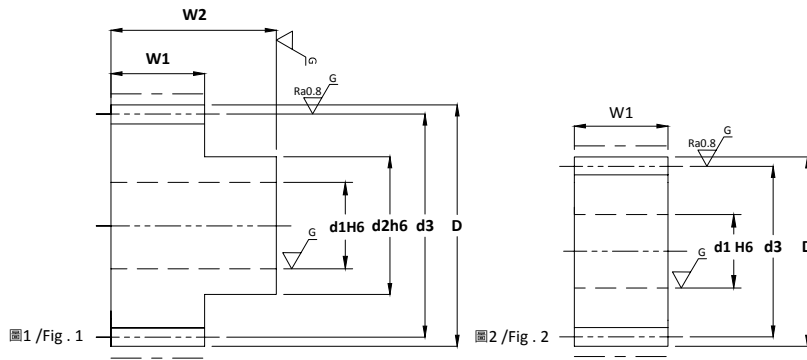 W2
G
W1
G
Ra0.8
d1H6
d2h6
d3
D
G
圖1 /Fig . 1
W1
G
Ra0.8
d1 H6
d3
D
G
圖2 /Fig . 2